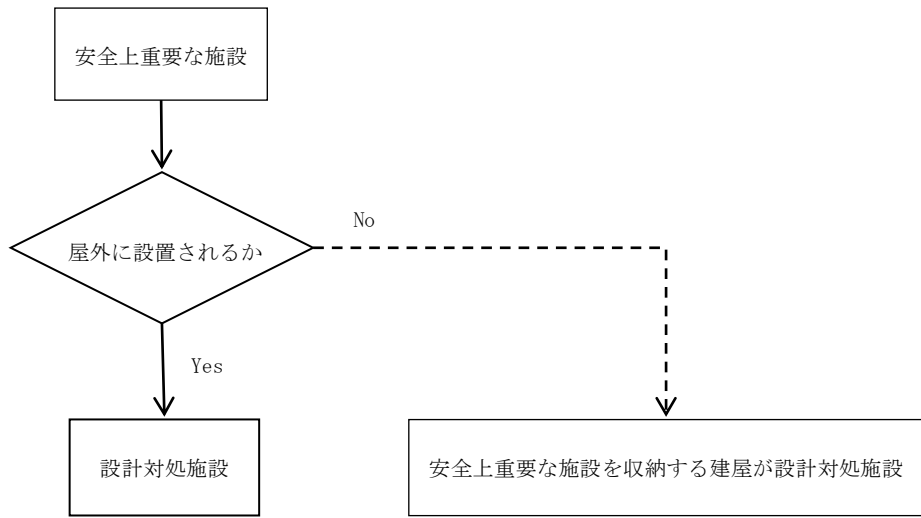 安全上重要な施設
屋外に設置されるか
No
Yes
設計対処施設
安全上重要な施設を収納する建屋が設計対処施設